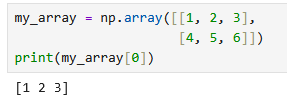 my_array = np.array([[1, 2, 3],
                     [4, 5, 6]])
print(my_array[0])
[1 2 3]